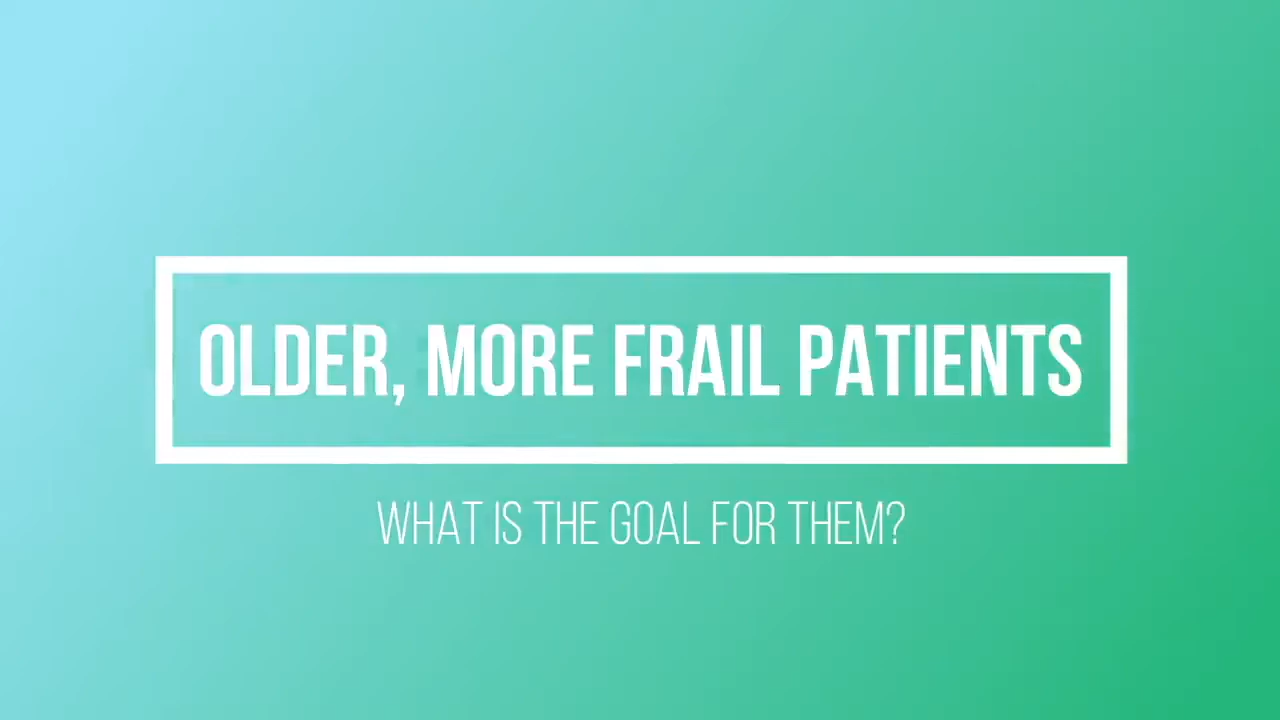 OLDER, MORE FRAIL PATIENTS
WHAT IS THE GOAL FOR THEM?